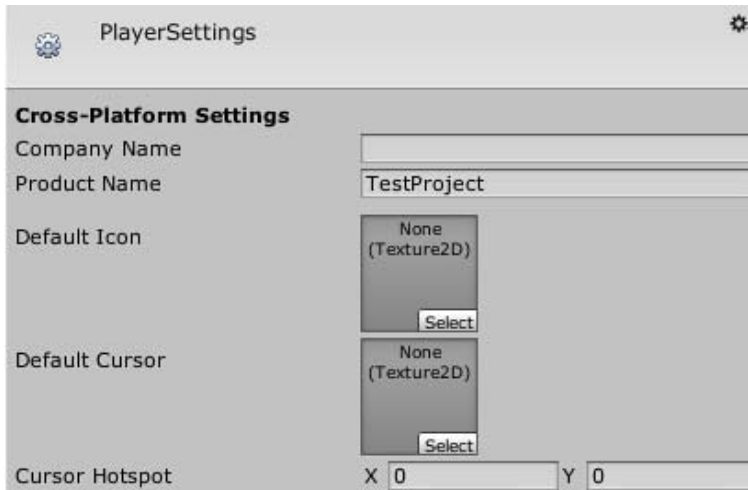 PlayerSettings
Cross-Platform Settings
Company Name
Product Name TestProject
Default Icon
None
(Texture2D)
Select
Default Cursor
None
(Texture2D)
Select
Cursor Hotspot X 0 Y 0